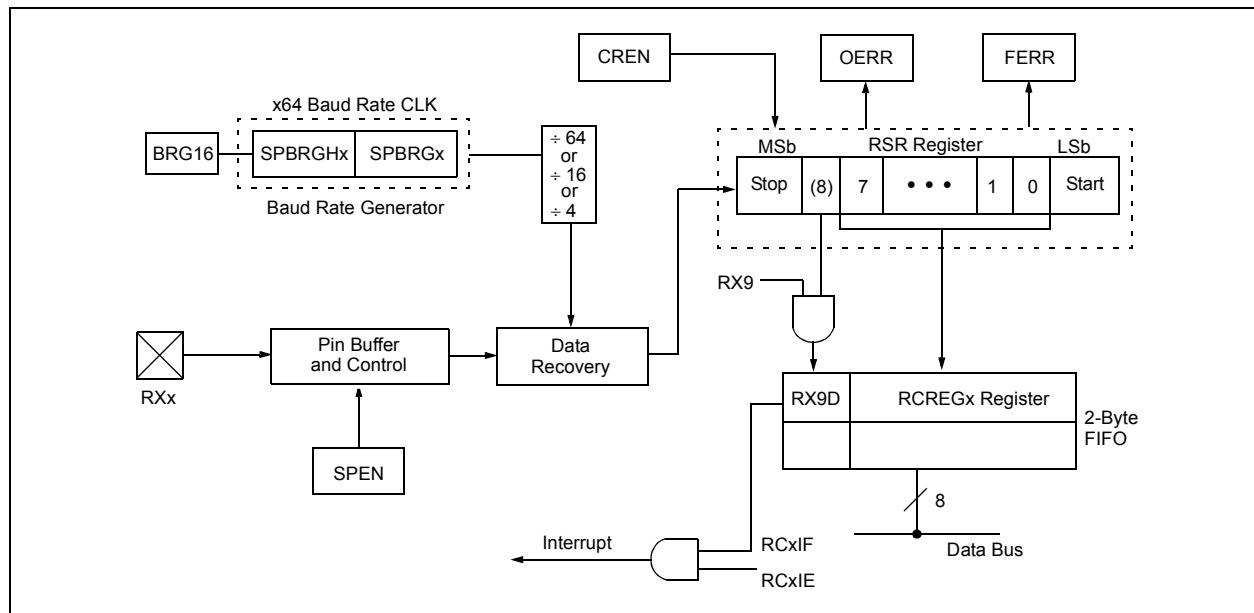 CREN
OERR
FERR
x64 Baud Rate CLK
BRG16
SPBRGHx
SPBRGx
Baud Rate Generator
÷ 64
or
÷ 16
or
÷ 4
MSb
RSR Register
LSb
Stop
(8)
7
• • •
1
0
Start
RX9
RXx
Pin Buffer
and Control
Data
Recovery
SPEN
RX9D
RCREGx Register
2-Byte
FIFO
8
Data Bus
Interrupt
RCxIF
RCxIE